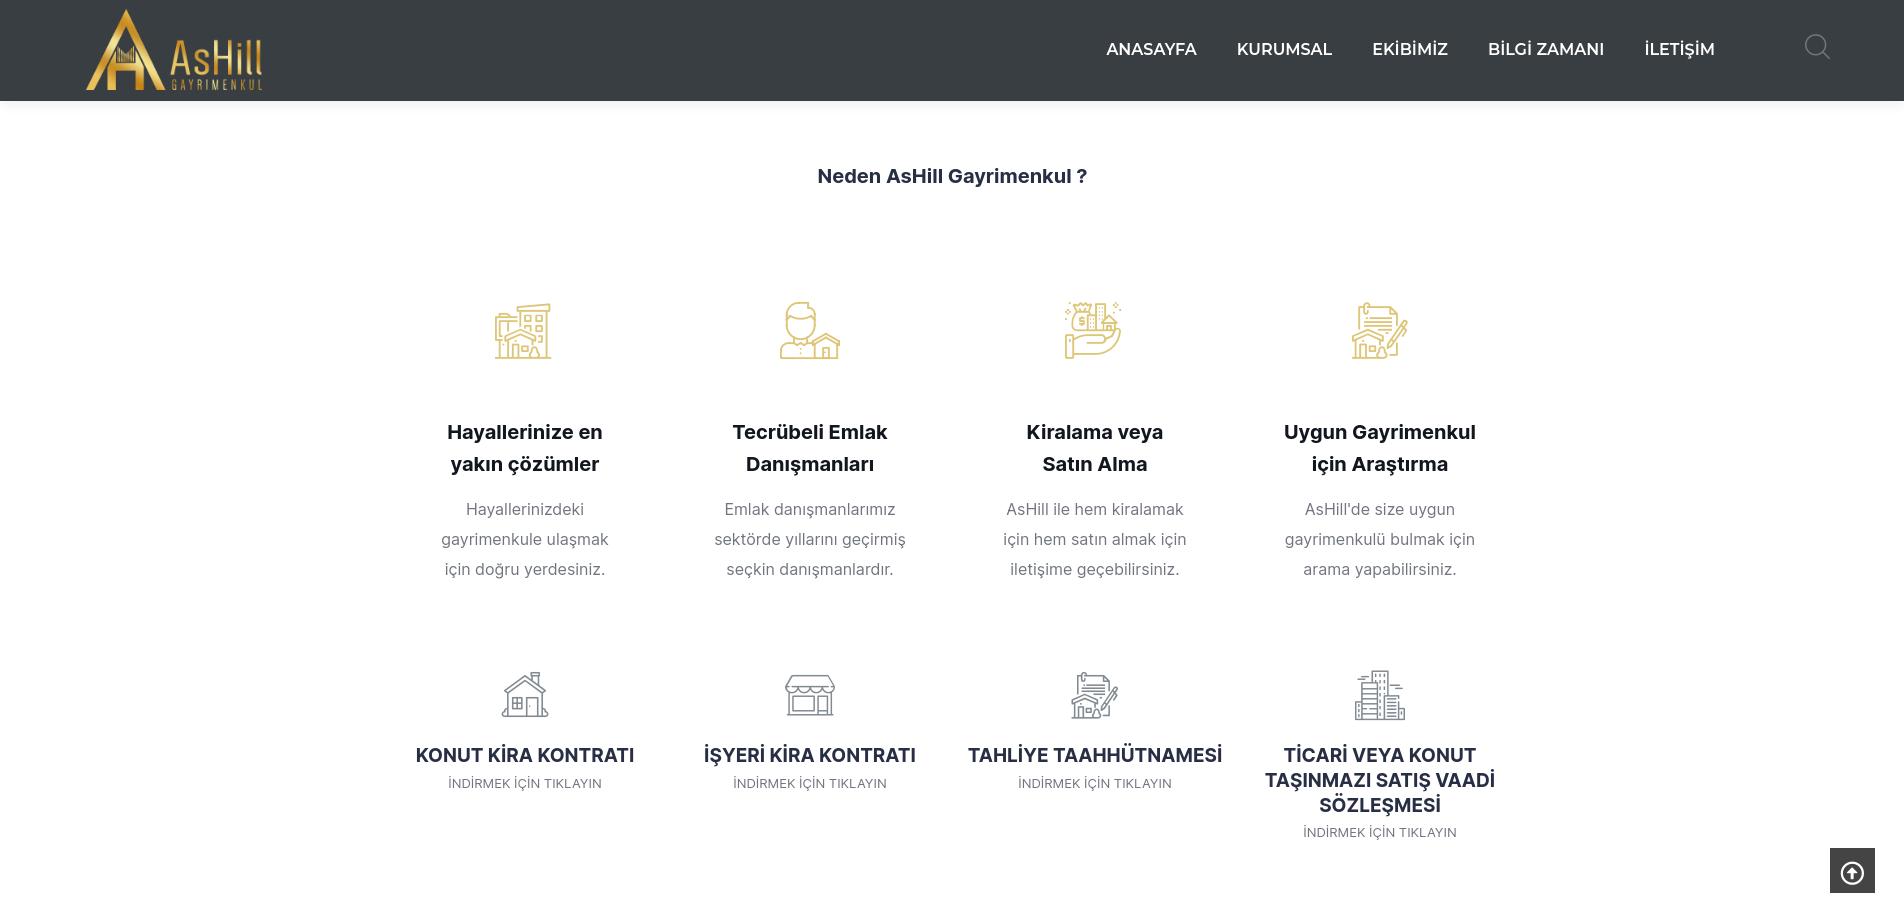 AsHill
GAYRIMENKUL
ANASAYFA KURUMSAL EKİBİMİZ BİLGİ ZAMANI İLETİŞİM
Neden AsHill Gayrimenkul ?
Hayallerinize en
yakın çözümler
Hayallerinizdeki
gayrimenkule ulaşmak
için doğru yerdesiniz.
Tecrübeli Emlak
Danışmanları
Emlak danışmanlarımız
sektörde yıllarını geçirmiş
seçkin danışmanlardır.
Kiralama veya
Satın Alma
AsHill ile hem kiralamak
için hem satın almak için
iletişime geçebilirsiniz.
Uygun Gayrimenkul
için Araştırma
AsHill'de size uygun
gayrimenkulü bulmak için
arama yapabilirsiniz.
KONUT KİRA KONTRATI
İNDİRMEK İÇİN TIKLAYIN
İŞYERİ KİRA KONTRATI
İNDİRMEK İÇİN TIKLAYIN
TAHLİYE TAAHHÜTNAMESİ
İNDİRMEK İÇİN TIKLAYIN
TİCARİ VEYA KONUT
TAŞINMAZI SATIŞ VAADİ
SÖZLEŞMESİ
İNDİRMEK İÇİN TIKLAYIN